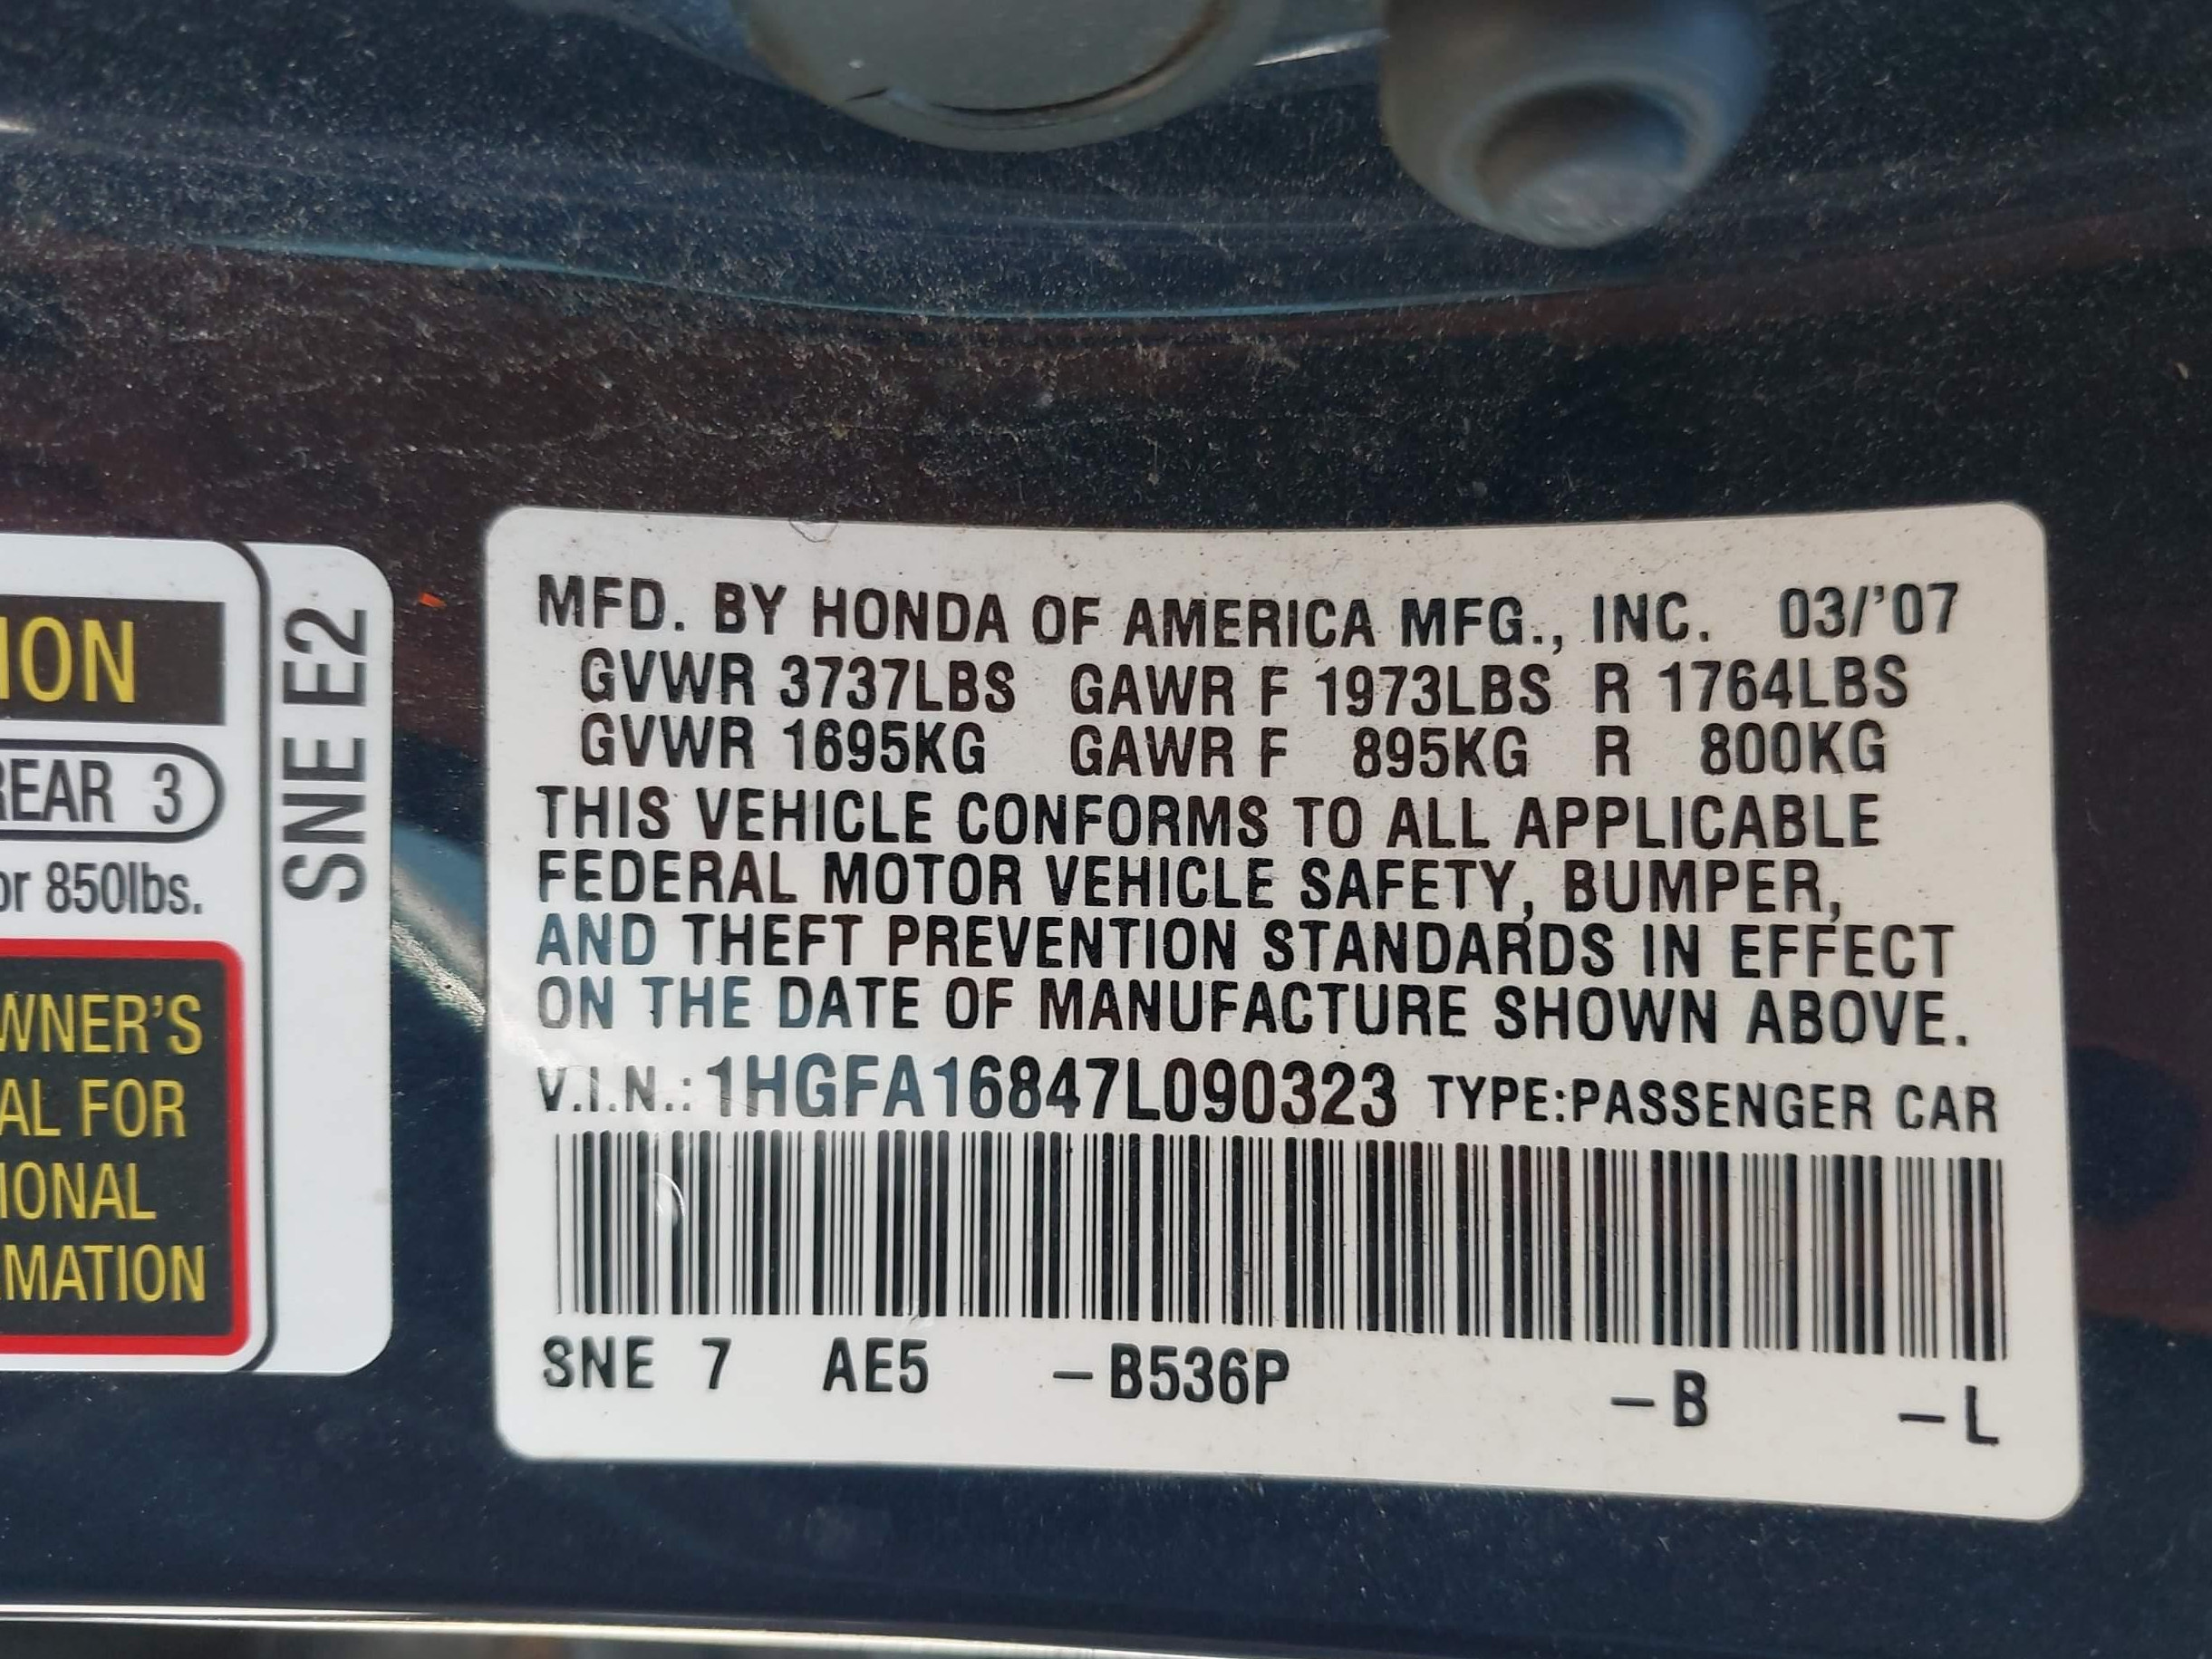 ION
REAR 3
or 850lbs.
WNER'S
AL FOR
IONAL
RMATION
SNE E2
MFD. BY HONDA OF AMERICA MFG., INC. 03/'07
GVWR 3737LBS GAWR F 1973LBS R 1764LBS
GVWR 1695KG GAWR F 895KG R 800KG
THIS VEHICLE CONFORMS TO ALL APPLICABLE
FEDERAL MOTOR VEHICLE SAFETY, BUMPER,
AND THEFT PREVENTION STANDARDS IN EFFECT
ON THE DATE OF MANUFACTURE SHOWN ABOVE.
V.I.N.: 1HGFA16847L090323 TYPE:PASSENGER CAR
SNE 7 AE5 –B536P –B –L